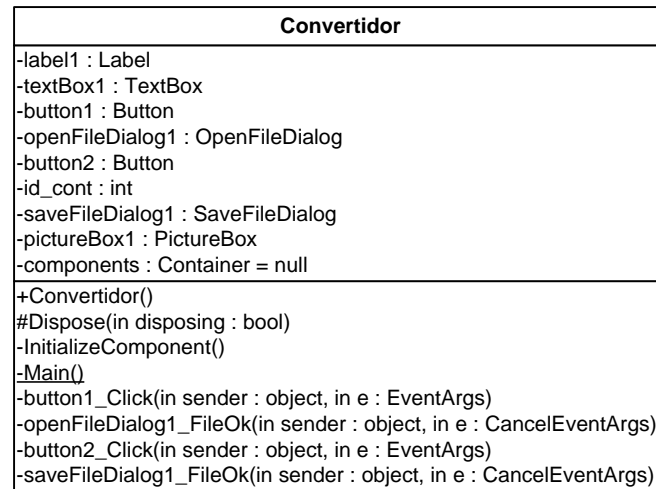 Convertidor
-label1 : Label
-textBox1 : TextBox
-button1 : Button
-openFileDialog1 : OpenFileDialog
-button2 : Button
-id_cont : int
-saveFileDialog1 : SaveFileDialog
-pictureBox1 : PictureBox
-components : Container = null
+Convertidor()
#Dispose(in disposing : bool)
-InitializeComponent()
-Main()
-button1_Click(in sender : object, in e : EventArgs)
-openFileDialog1_FileOk(in sender : object, in e : CancelEventArgs)
-button2_Click(in sender : object, in e : EventArgs)
-saveFileDialog1_FileOk(in sender : object, in e : CancelEventArgs)